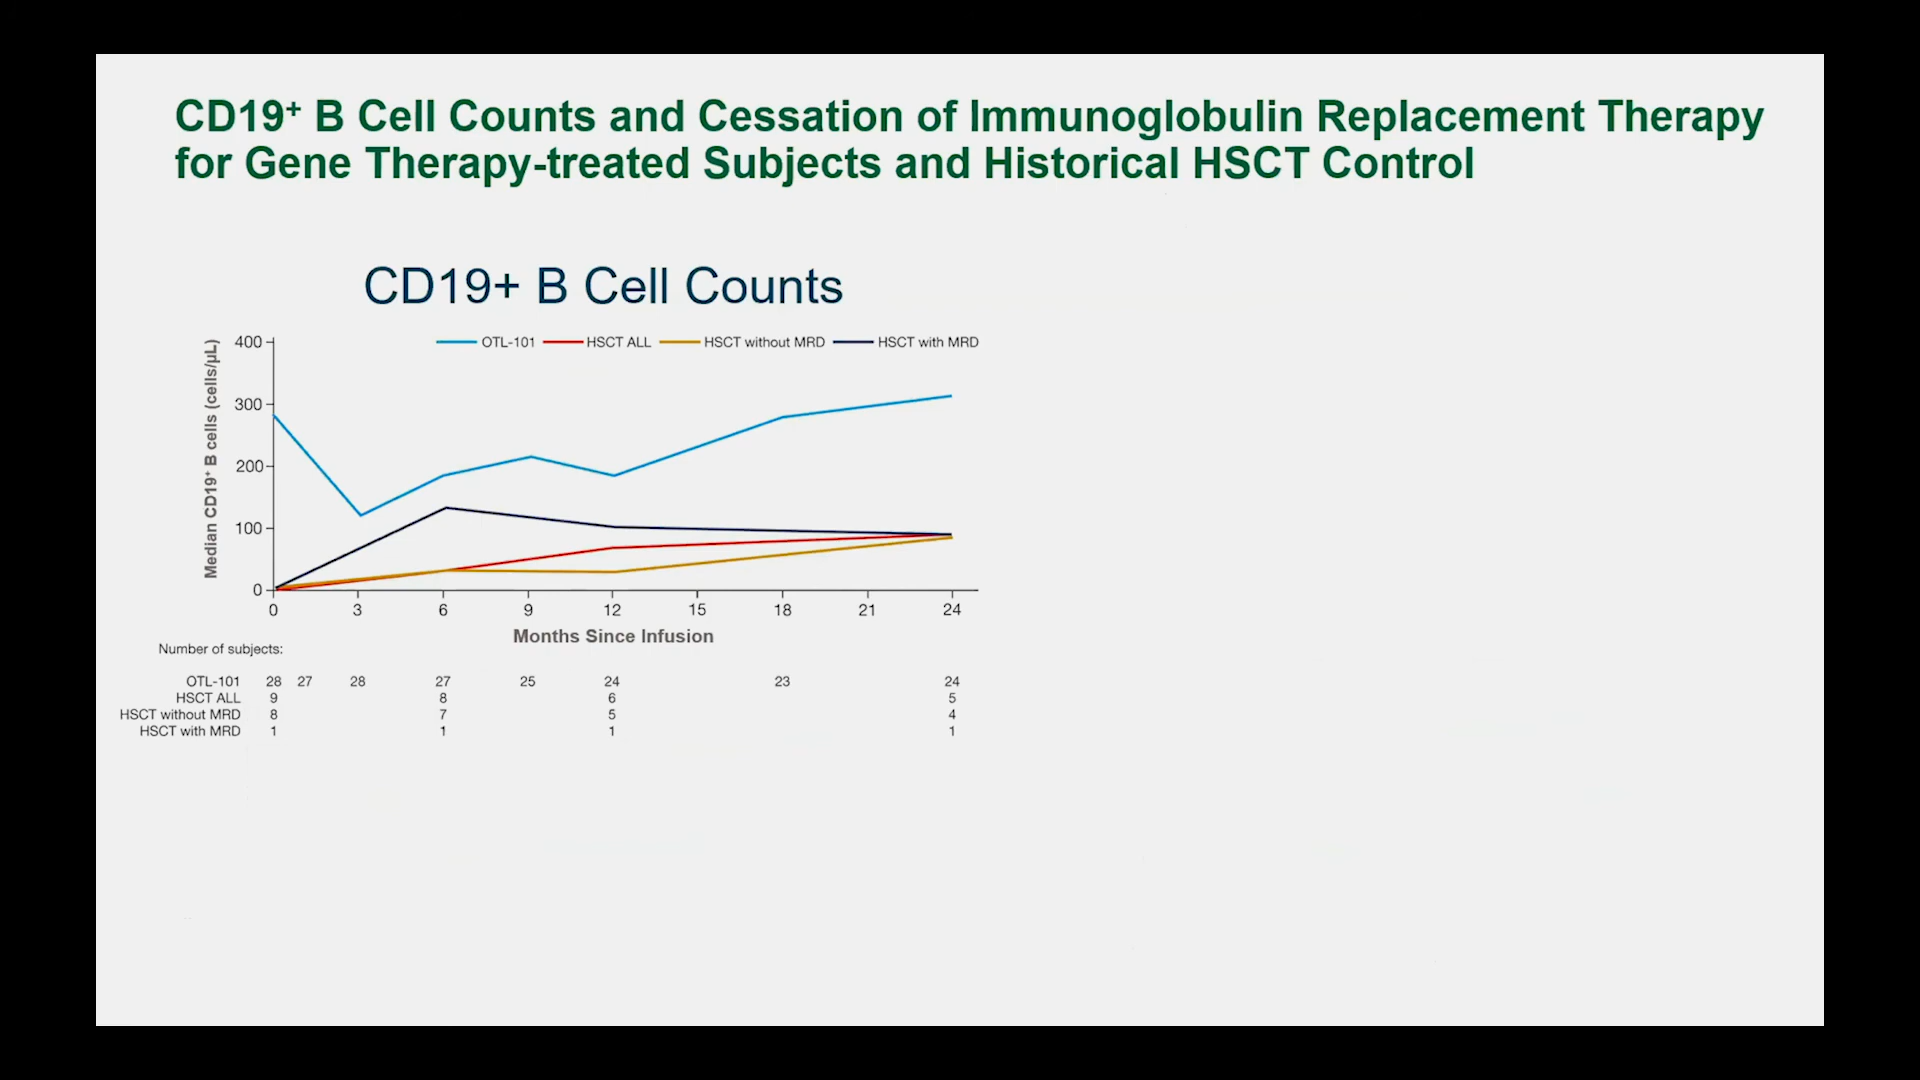 CD19⁺ B Cell Counts and Cessation of Immunoglobulin Replacement Therapy
for Gene Therapy-treated Subjects and Historical HSCT Control
CD19+ B Cell Counts
OTL-101 HSCT ALL HSCT without MRD HSCT with MRD
Median CD19⁺ B cells (cells/µL)
400
300
200
100
0
0 3 6 9 12 15 18 21 24
Months Since Infusion
Number of subjects:
OTL-101 28 27 28 27 25 24 23 24
HSCT ALL 9 8 6 5
HSCT without MRD 8 7 5 4
HSCT with MRD 1 1 1 1